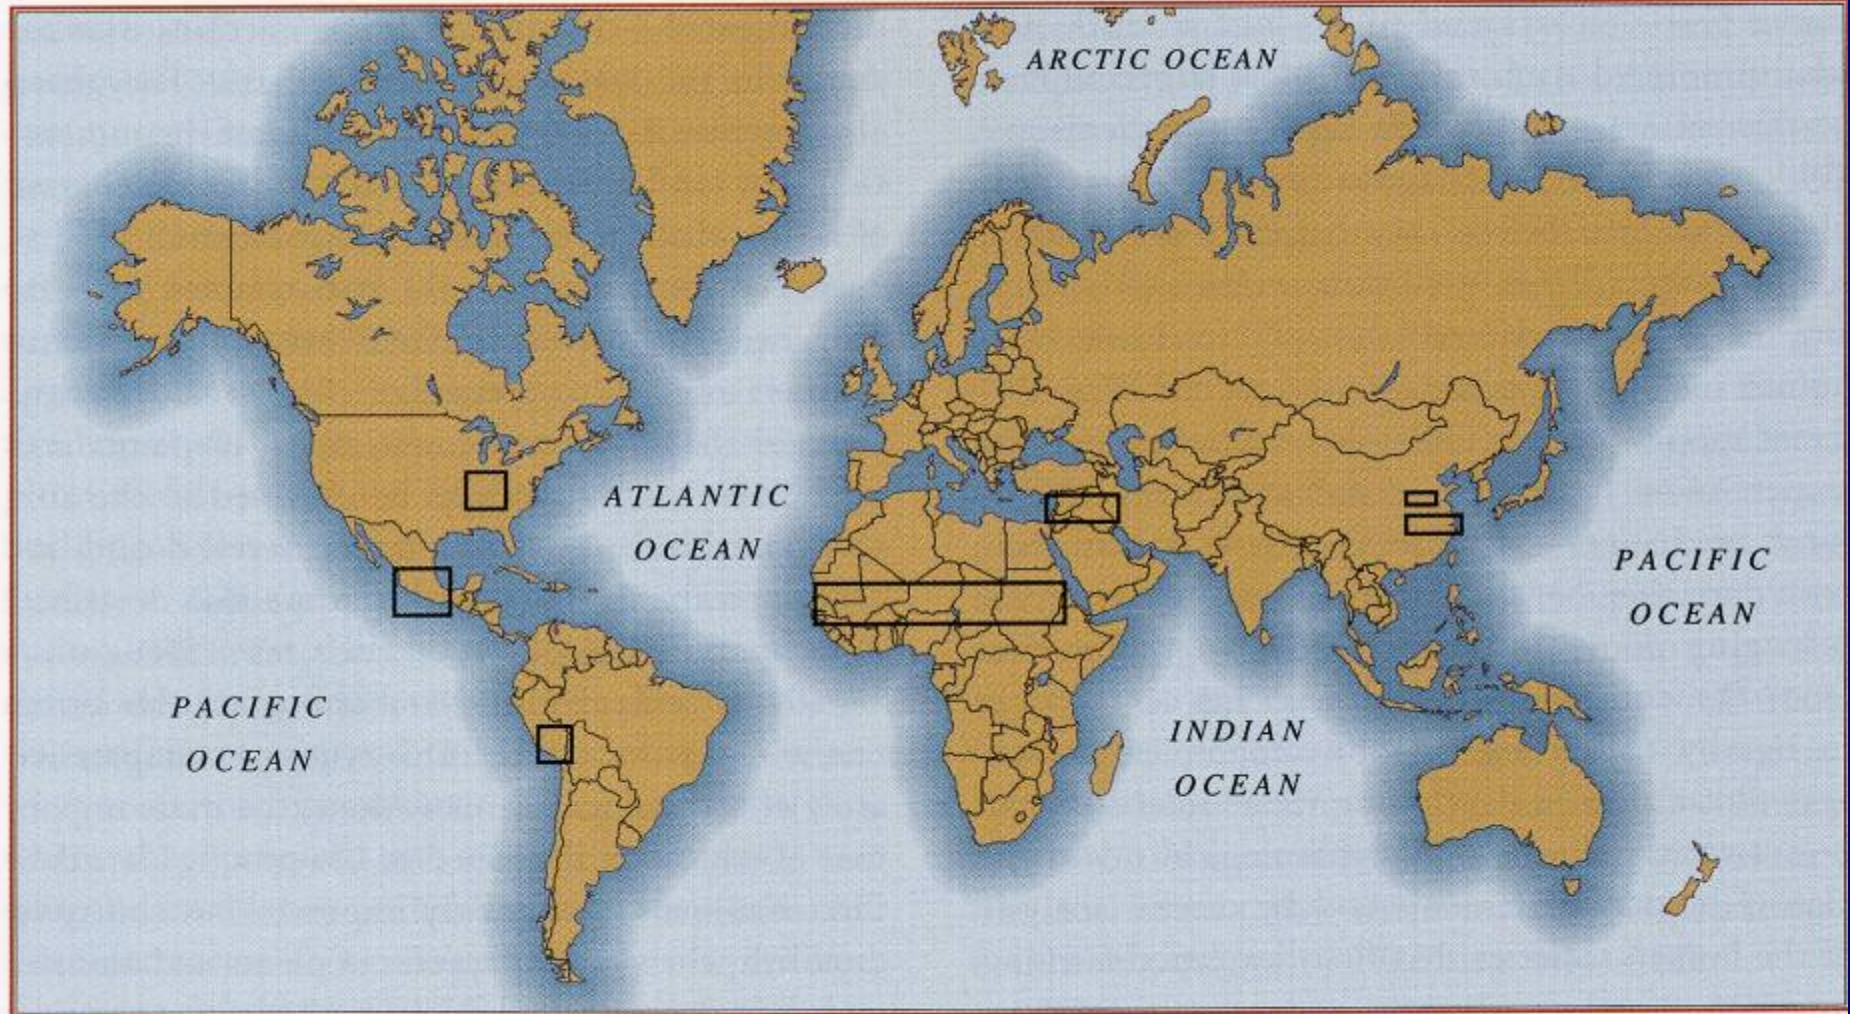 ARCTIC OCEAN
ATLANTIC
OCEAN
PACIFIC
OCEAN
PACIFIC
OCEAN
INDIAN
OCEAN